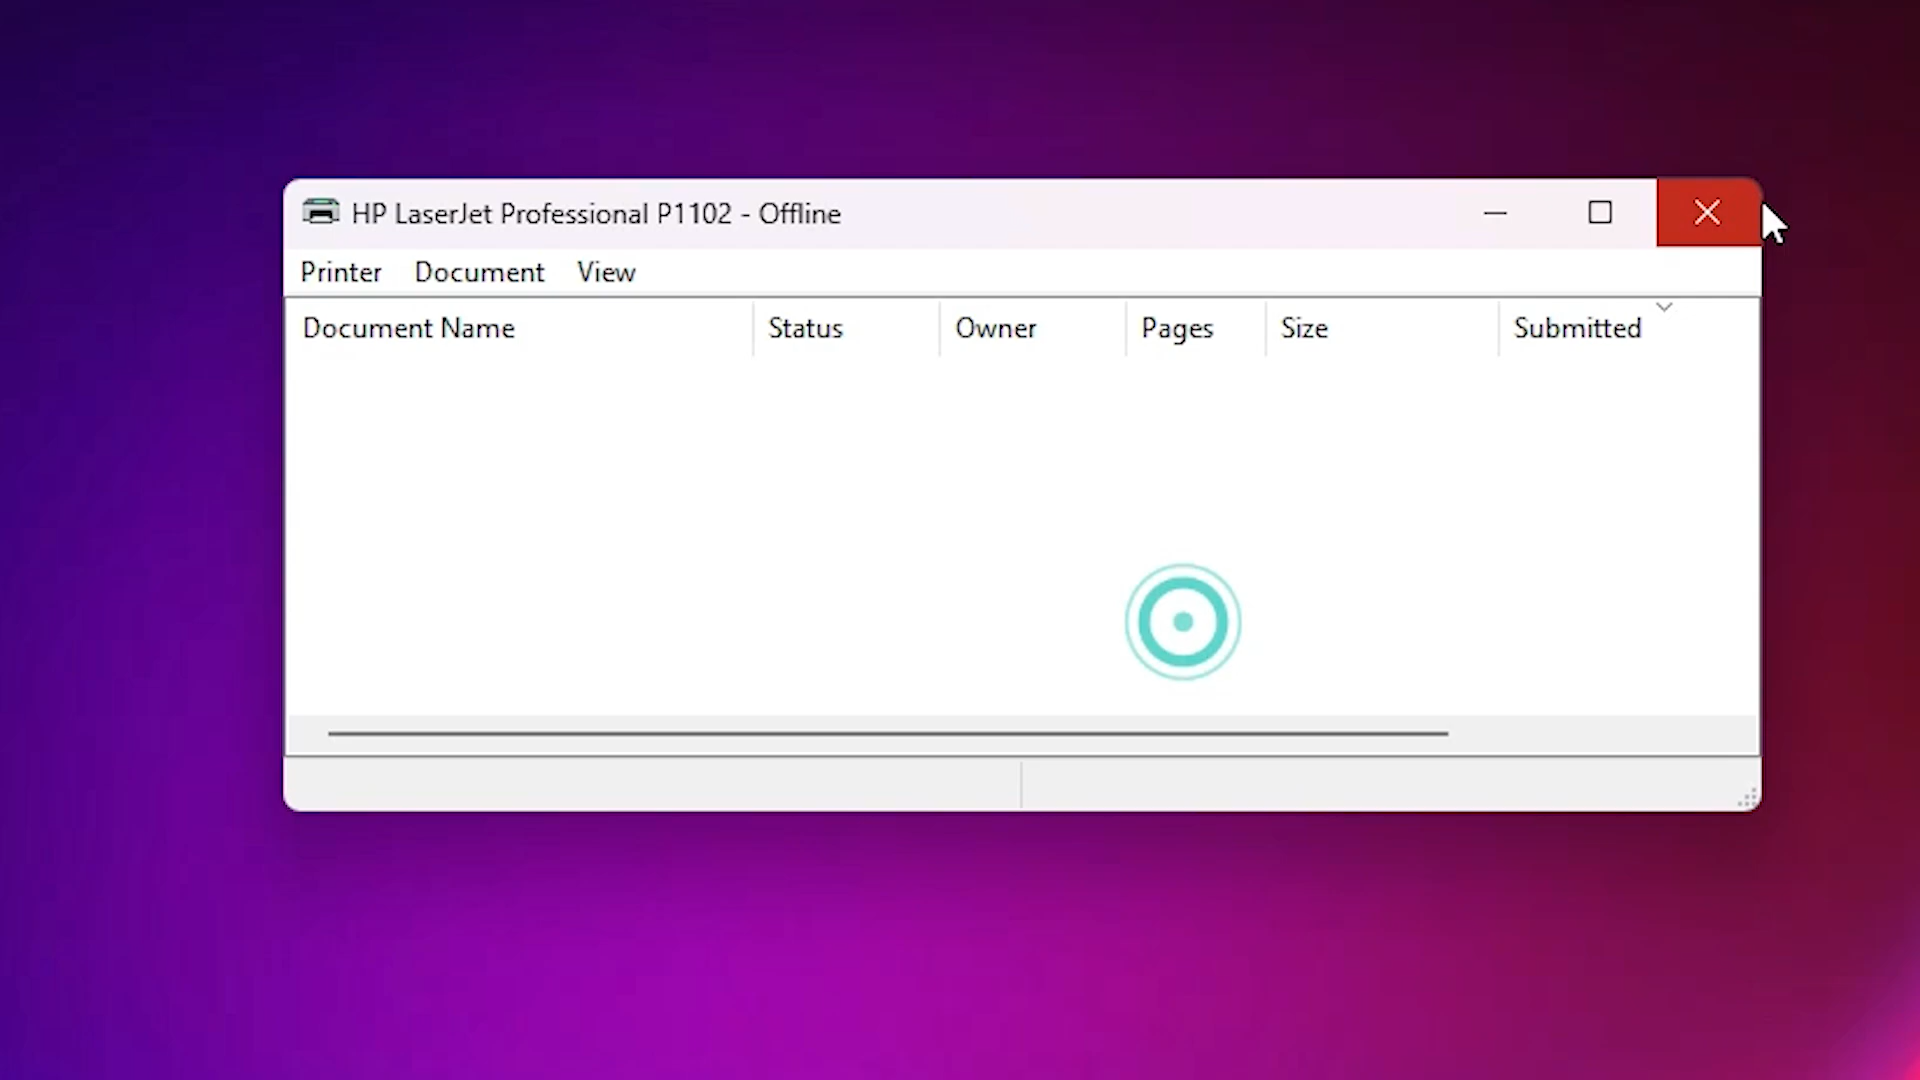 HP LaserJet Professional P1102 - Offline
Printer Document View
Document Name Status Owner Pages Size Submitted